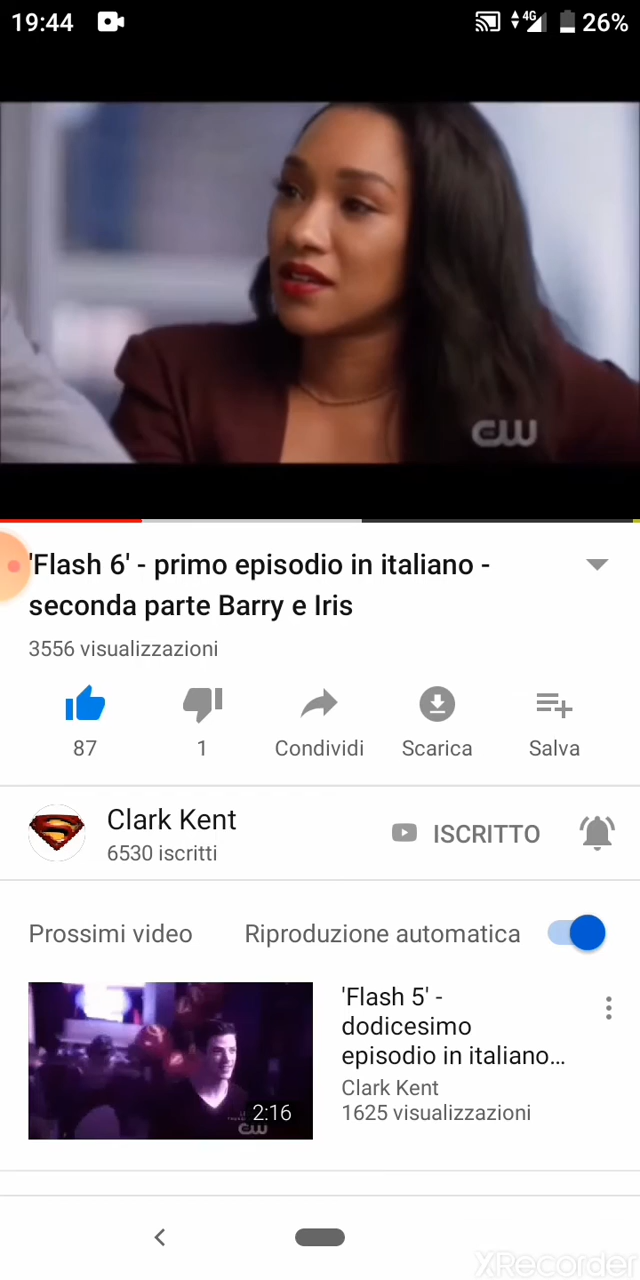 19:44
4G
26%
CW
'Flash 6' - primo episodio in italiano -
seconda parte Barry e Iris
3556 visualizzazioni
87
1
Condividi
Scarica
Salva
Clark Kent
6530 iscritti
ISCRITTO
Prossimi video
Riproduzione automatica
2:16
CW
'Flash 5' -
dodicesimo
episodio in italiano...
Clark Kent
1625 visualizzazioni
XRecorder